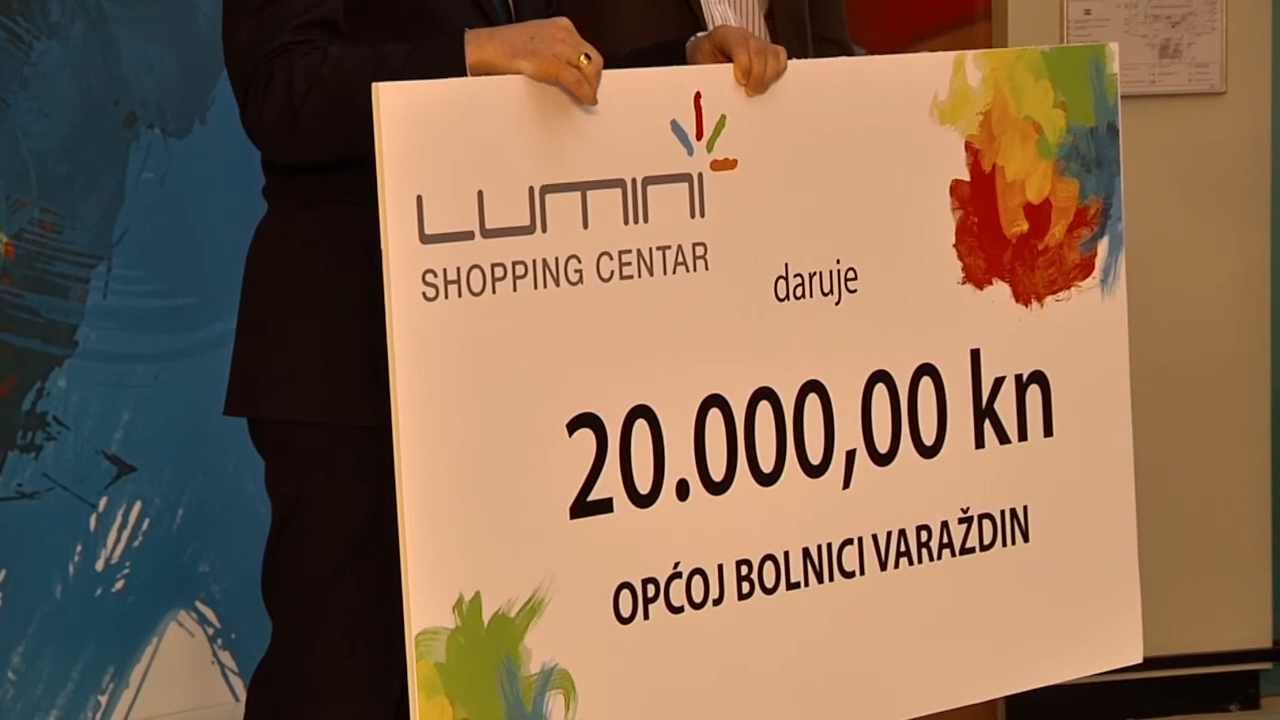 LUMINI
SHOPPING CENTAR
daruje
20.000,00 kn
OPĆOJ BOLNICI VARAŽDIN